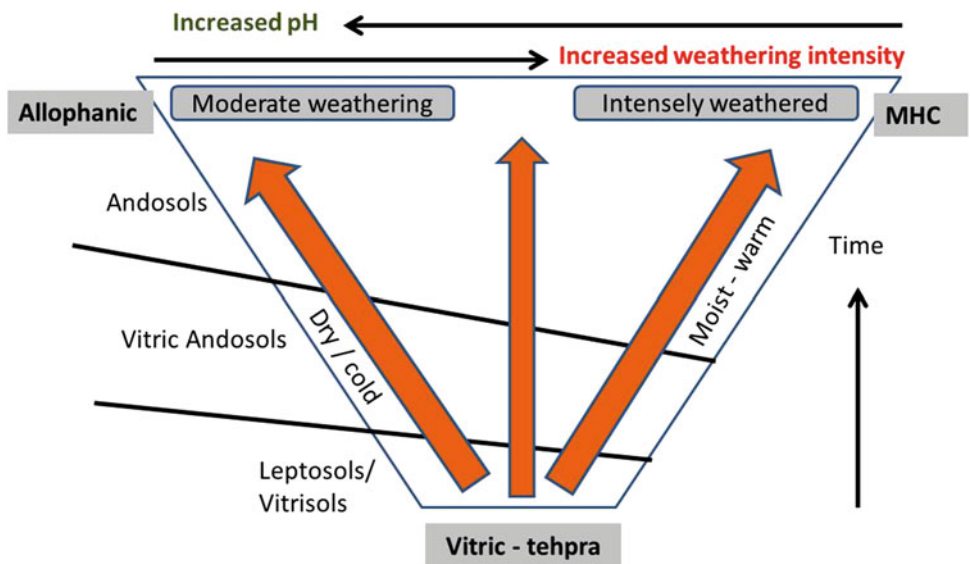 Increased pH
Increased weathering intensity
Allophanic
Moderate weathering
Intensely weathered
MHC
Andosols
Time
Vitric Andosols
Dry / cold
Moist - warm
Leptosols/
Vitrisols
Vitric - tehpra